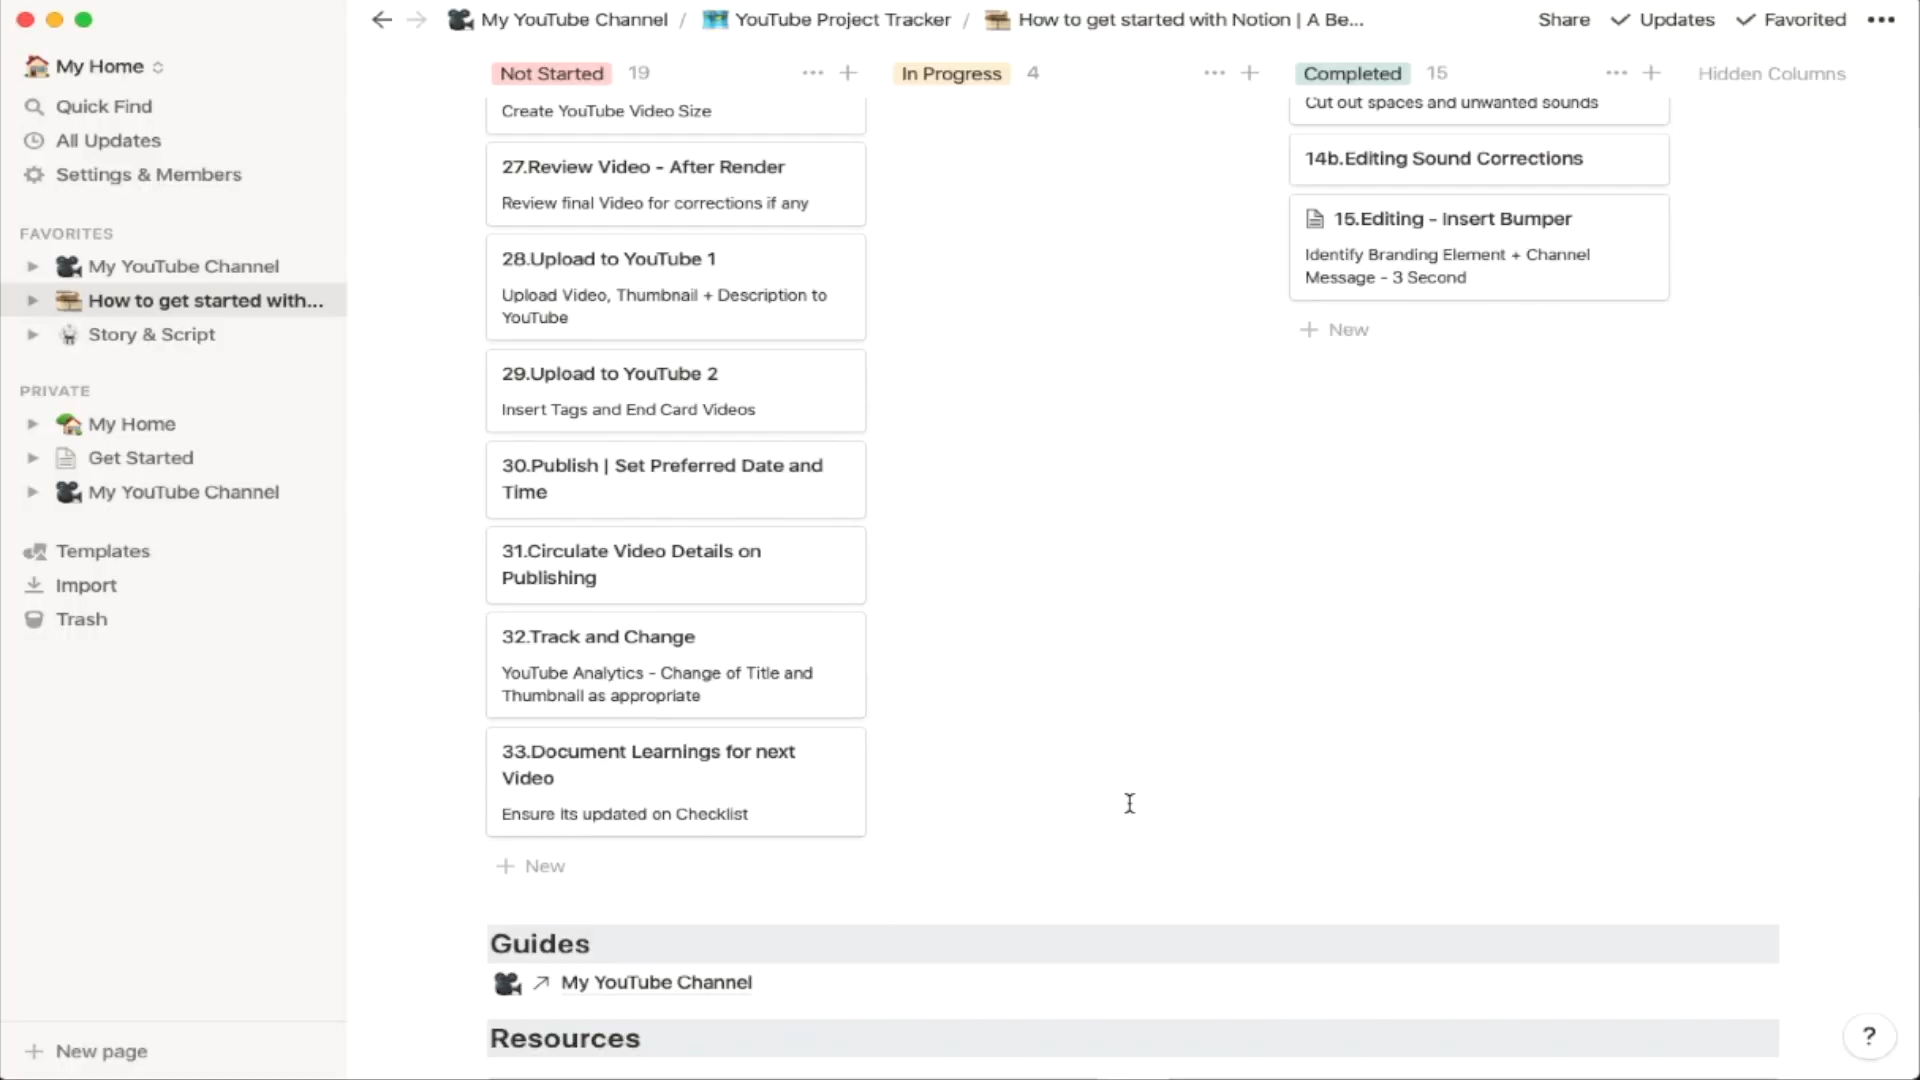 My YouTube Channel / YouTube Project Tracker / How to get started with Notion | A Be... Share Updates Favorited
My Home
Quick Find
All Updates
Settings & Members
FAVORITES
My YouTube Channel
How to get started with...
Story & Script
PRIVATE
My Home
Get Started
My YouTube Channel
Templates
Import
Trash
New page
Not Started 19
Create YouTube Video Size
27.Review Video - After Render
Review final Video for corrections if any
28.Upload to YouTube 1
Upload Video, Thumbnail + Description to
YouTube
29.Upload to YouTube 2
Insert Tags and End Card Videos
30.Publish | Set Preferred Date and
Time
31.Circulate Video Details on
Publishing
32.Track and Change
YouTube Analytics - Change of Title and
Thumbnail as appropriate
33.Document Learnings for next
Video
Ensure its updated on Checklist
+ New
In Progress 4
Completed 15
Cut out spaces and unwanted sounds
14b.Editing Sound Corrections
15.Editing - Insert Bumper
Identify Branding Element + Channel
Message - 3 Second
+ New
Hidden Columns
Guides
My YouTube Channel
Resources
?